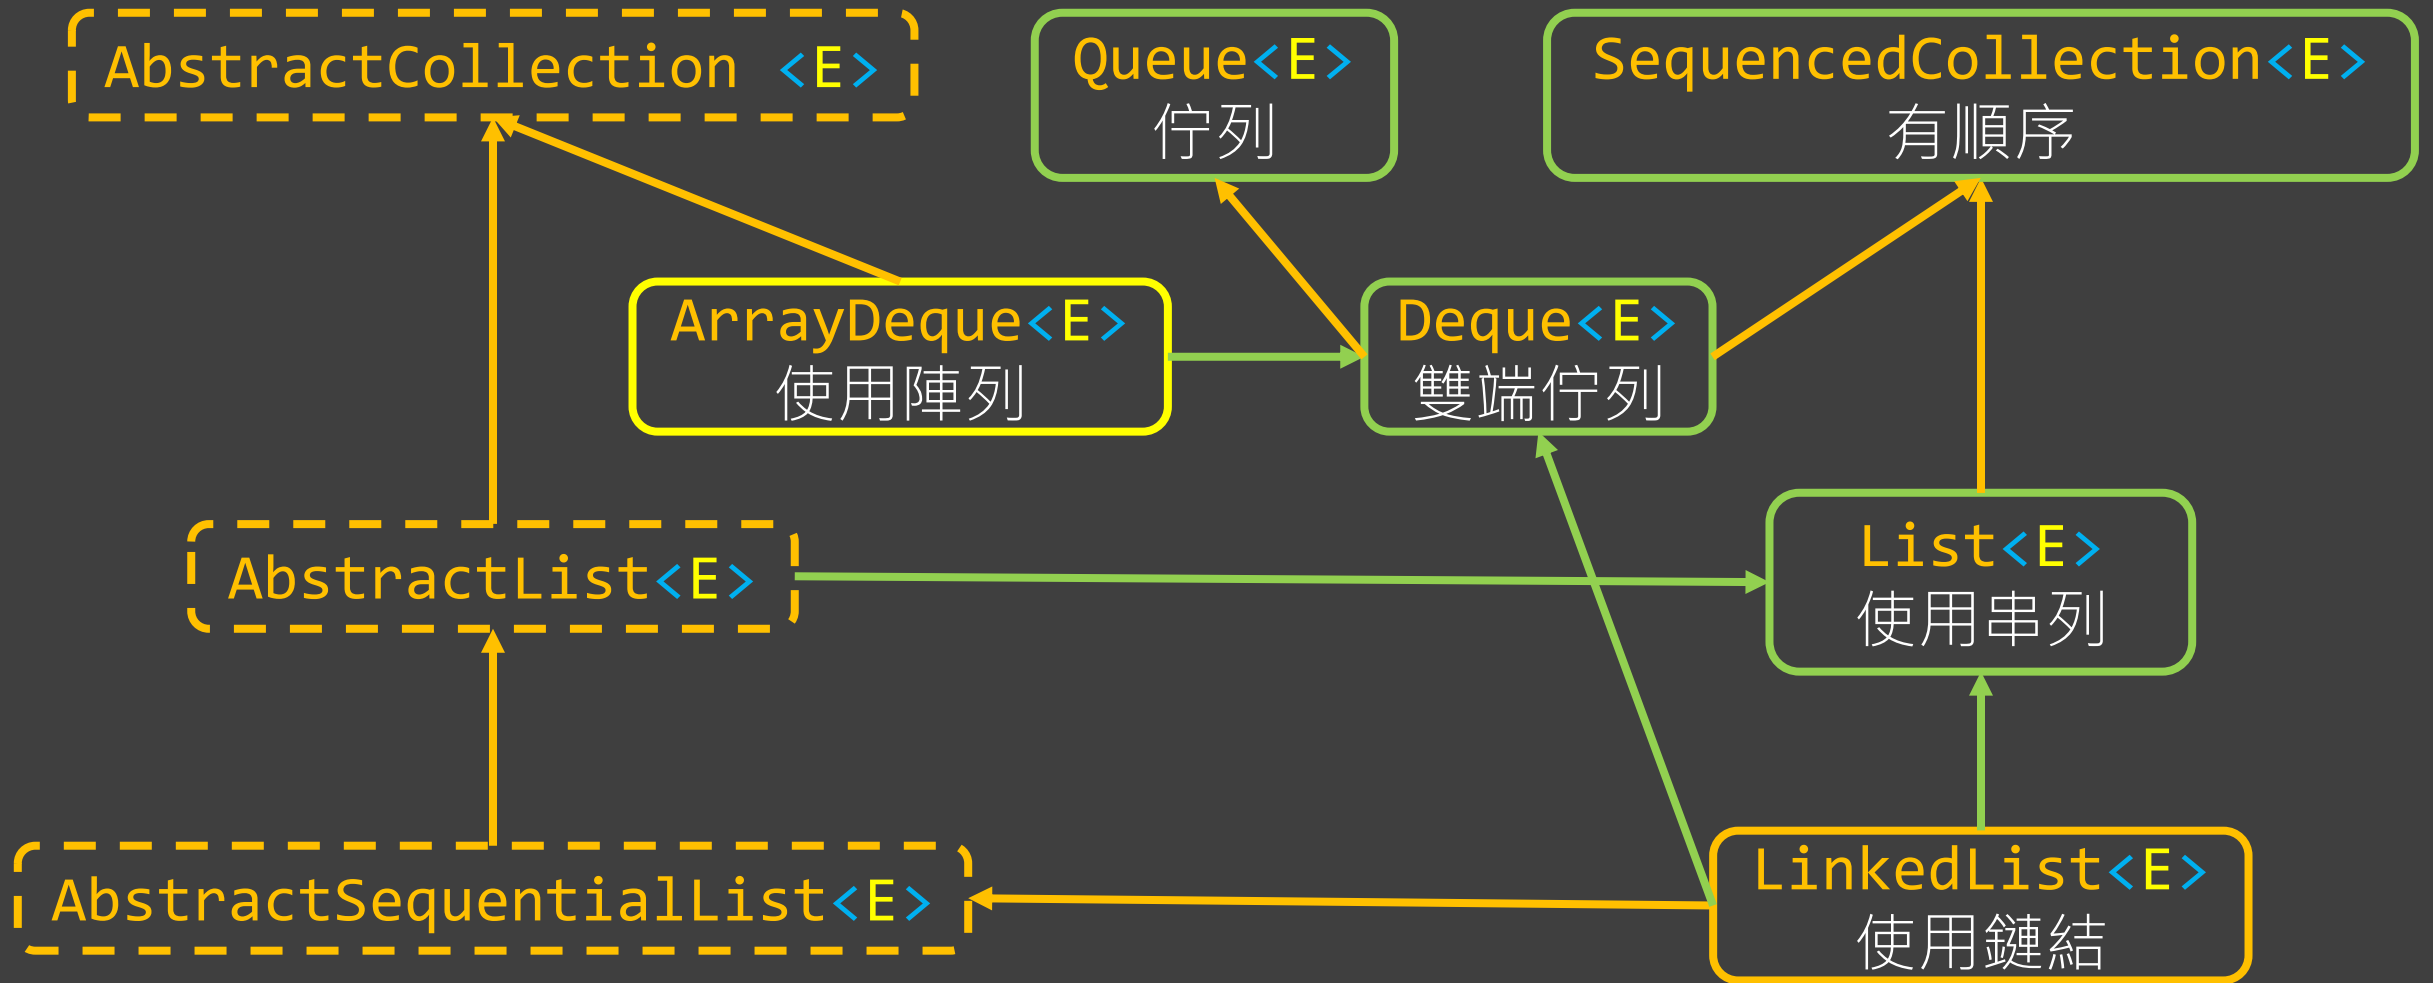 AbstractCollection <E>
Queue<E>
佇列
SequencedCollection<E>
有順序
ArrayDeque<E>
使用陣列
Deque<E>
雙端佇列
AbstractList<E>
List<E>
使用串列
AbstractSequentialList<E>
LinkedList<E>
使用鏈結